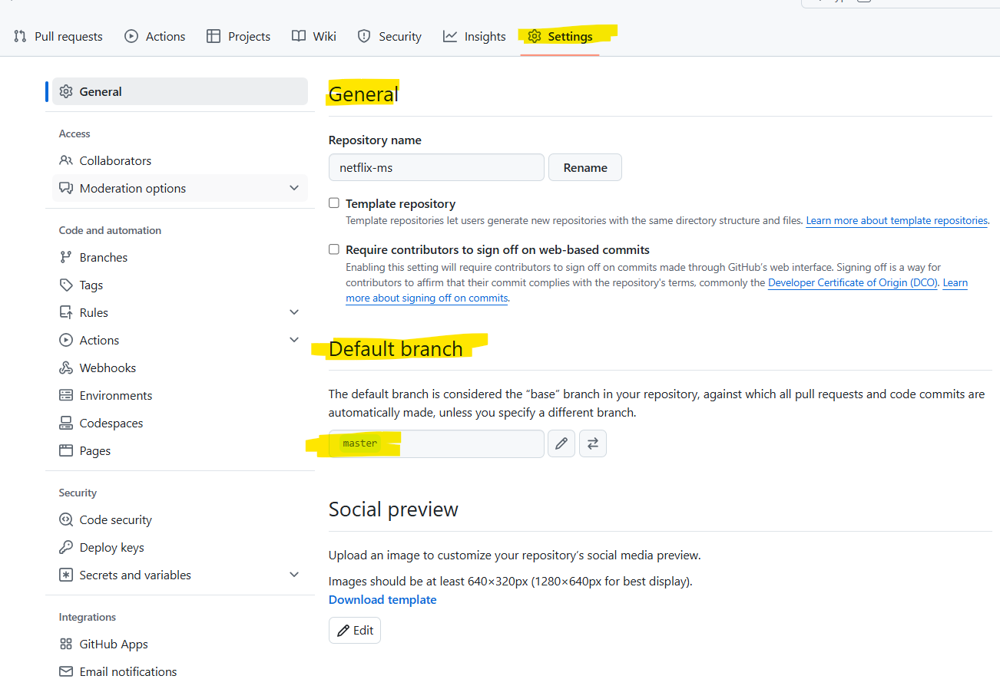 Pull requests
Actions
Projects
Wiki
Security
Insights
Settings
General
Access
Collaborators
Moderation options
Code and automation
Branches
Tags
Rules
Actions
Webhooks
Environments
Codespaces
Pages
Security
Code security
Deploy keys
Secrets and variables
Integrations
GitHub Apps
Email notifications
General
Repository name
netflix-ms
Rename
Template repository
Template repositories let users generate new repositories with the same directory structure and files. Learn more about template repositories.
Require contributors to sign off on web-based commits
Enabling this setting will require contributors to sign off on commits made through GitHub's web interface. Signing off is a way for
contributors to affirm that their commit complies with the repository's terms, commonly the Developer Certificate of Origin (DCO). Learn
more about signing off on commits.
Default branch
The default branch is considered the “base” branch in your repository, against which all pull requests and code commits are
automatically made, unless you specify a different branch.
master
Social preview
Upload an image to customize your repository's social media preview.
Images should be at least 640×320px (1280×640px for best display).
Download template
Edit